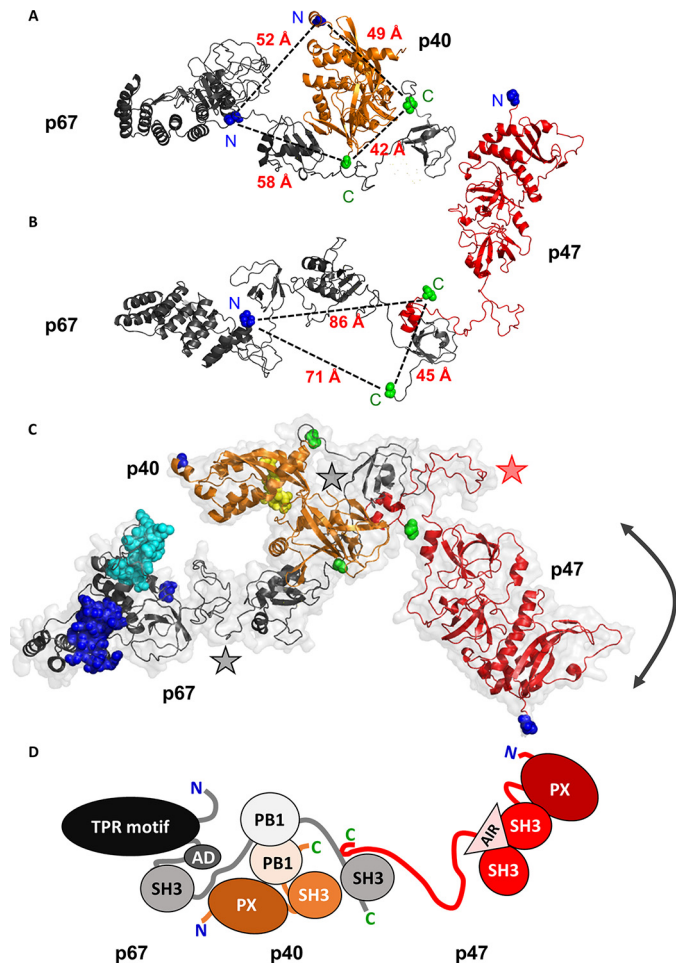 A
N
52 Å
49 Å
p40
C
p67
N
N
42 Å
58 Å
C
B
p47
N
C
p67
86 Å
71 Å
45 Å
C
C
p40
p47
p67
D
N
N
PX
TPR motif
PB1
AIR
SH3
AD
PB1
C
C
SH3
SH3
SH3
PX
SH3
C
N
p67
p40
p47